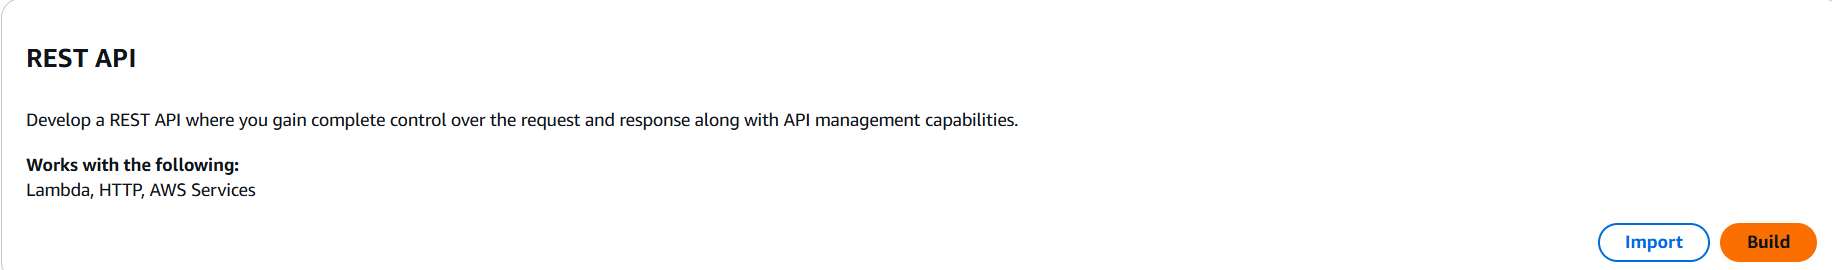 REST API
Develop a REST API where you gain complete control over the request and response along with API management capabilities.
Works with the following:
Lambda, HTTP, AWS Services
Import Build